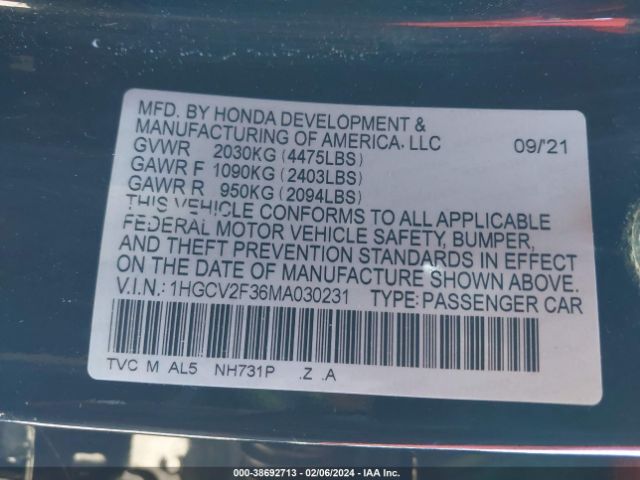 MFD. BY HONDA DEVELOPMENT &
MANUFACTURING OF AMERICA, LLC 09/'21
GVWR 2030KG (4475LBS)
GAWR F 1090KG (2403LBS)
GAWR R 950KG (2094LBS)
THIS VEHICLE CONFORMS TO ALL APPLICABLE
FEDERAL MOTOR VEHICLE SAFETY, BUMPER,
AND THEFT PREVENTION STANDARDS IN EFFECT
ON THE DATE OF MANUFACTURE SHOWN ABOVE.
V.I.N.: 1HGCV2F36MA030231 TYPE: PASSENGER CAR
TVC M AL5 NH731P .Z .A
000-38692713 - 02/06/2024 - IAA Inc.